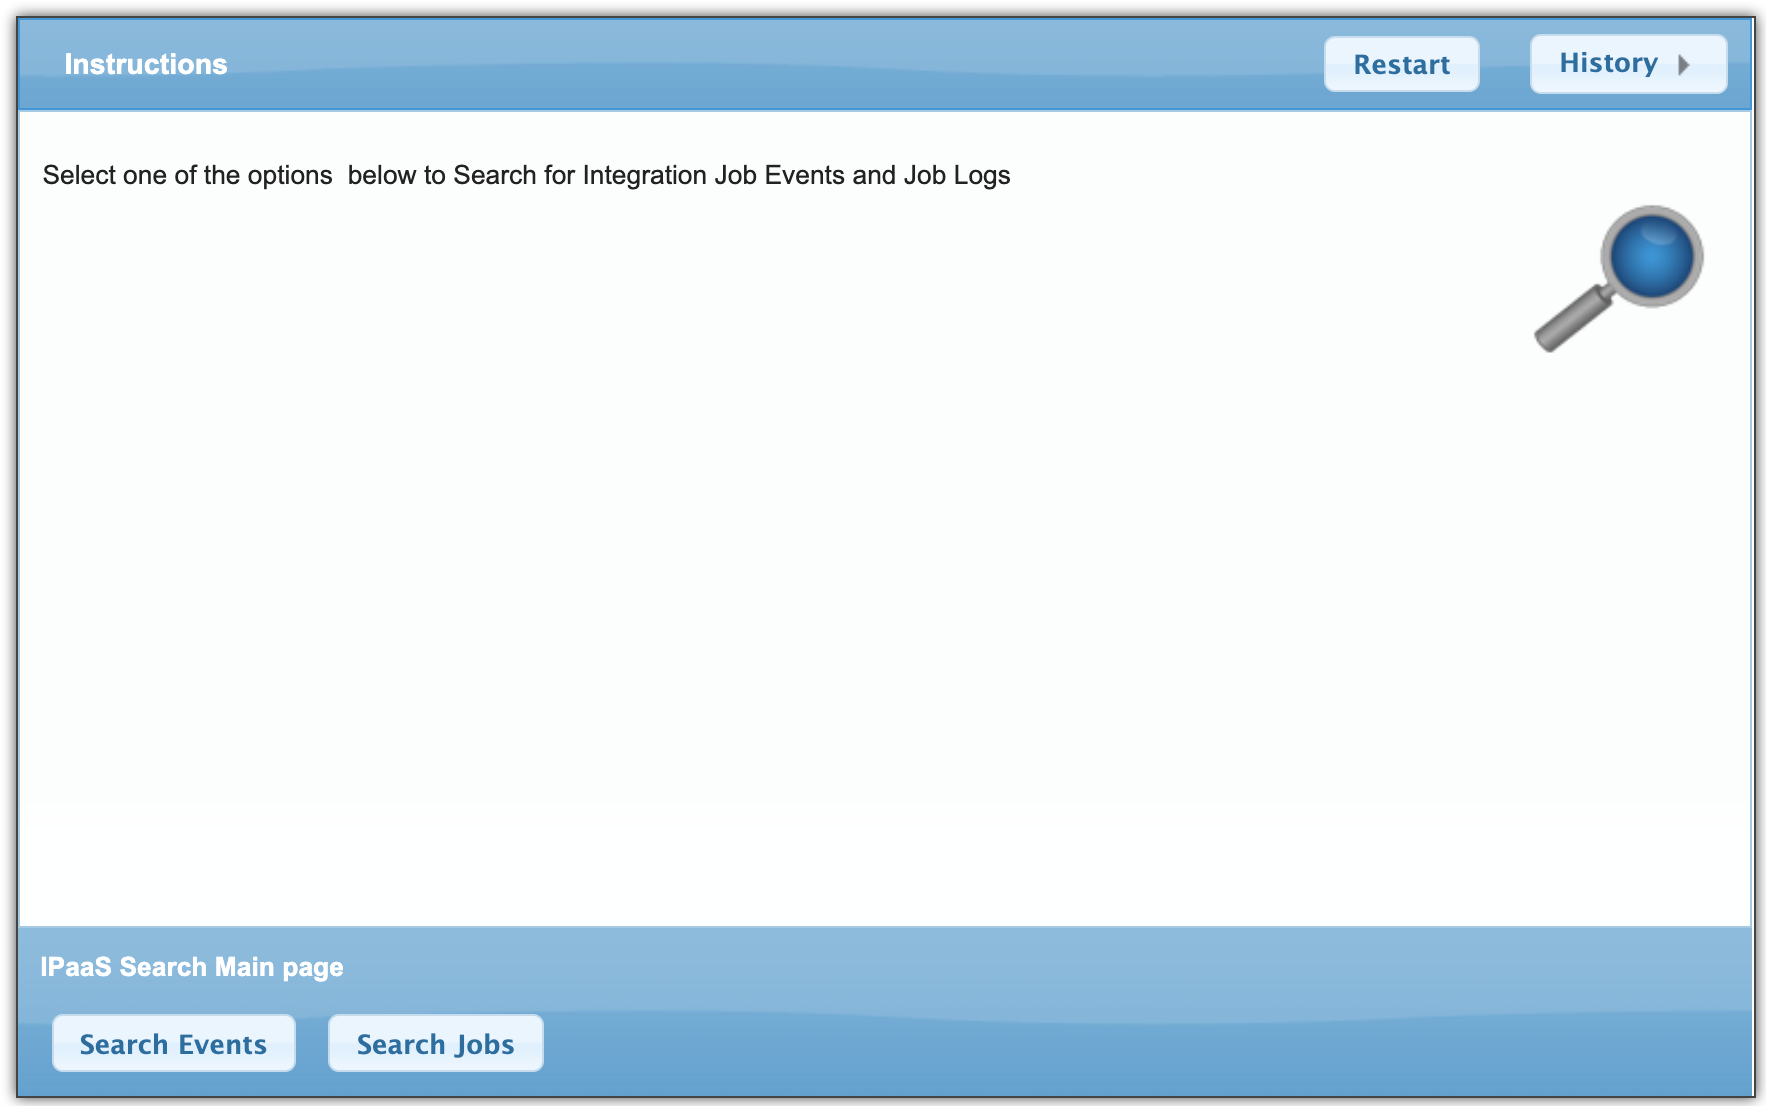 Instructions
Restart
History
Select one of the options  below to Search for Integration Job Events and Job Logs
IPaaS Search Main page
Search Events
Search Jobs